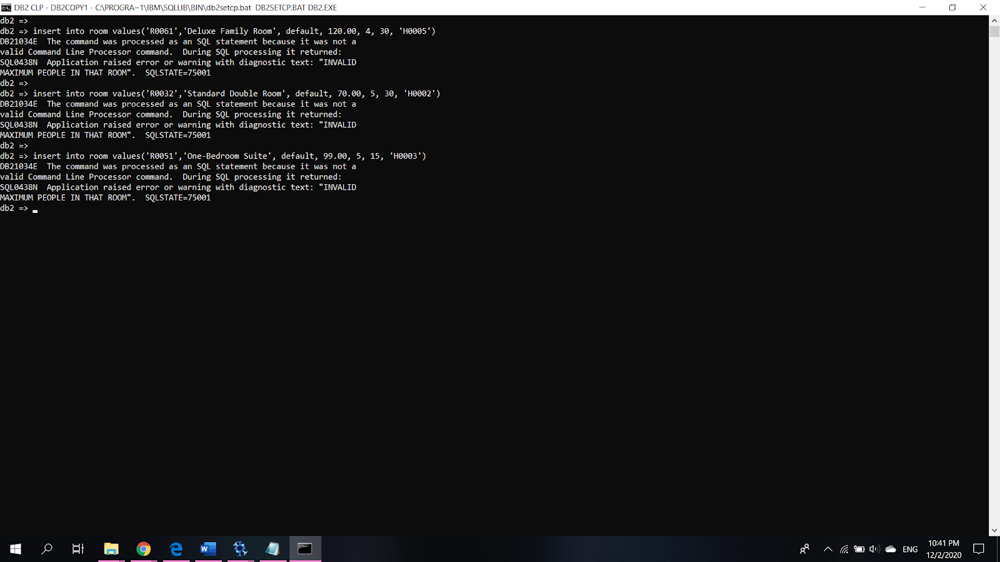 DB2 CLP - DB2COPY1 - C:\PROGRA~1\IBM\SQLLIB\BIN\db2setcp.bat  DB2SETCP.BAT DB2.EXE
db2 =>
db2 => insert into room values('R0061','Deluxe Family Room', default, 120.00, 4, 30, 'H0005')
DB21034E  The command was processed as an SQL statement because it was not a
valid Command Line Processor command.  During SQL processing it returned:
SQL0438N  Application raised error or warning with diagnostic text: "INVALID
MAXIMUM PEOPLE IN THAT ROOM".  SQLSTATE=75001
db2 =>
db2 => insert into room values('R0032','Standard Double Room', default, 70.00, 5, 30, 'H0002')
DB21034E  The command was processed as an SQL statement because it was not a
valid Command Line Processor command.  During SQL processing it returned:
SQL0438N  Application raised error or warning with diagnostic text: "INVALID
MAXIMUM PEOPLE IN THAT ROOM".  SQLSTATE=75001
db2 =>
db2 => insert into room values('R0051','One-Bedroom Suite', default, 99.00, 5, 15, 'H0003')
DB21034E  The command was processed as an SQL statement because it was not a
valid Command Line Processor command.  During SQL processing it returned:
SQL0438N  Application raised error or warning with diagnostic text: "INVALID
MAXIMUM PEOPLE IN THAT ROOM".  SQLSTATE=75001
db2 =>
ENG
10:41 PM
12/2/2020